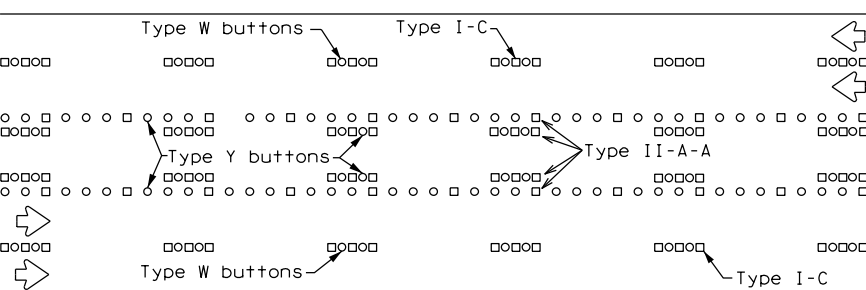 Type W buttons
Type I-C
Type Y buttons
Type II-A-A
Type W buttons
Type I-C